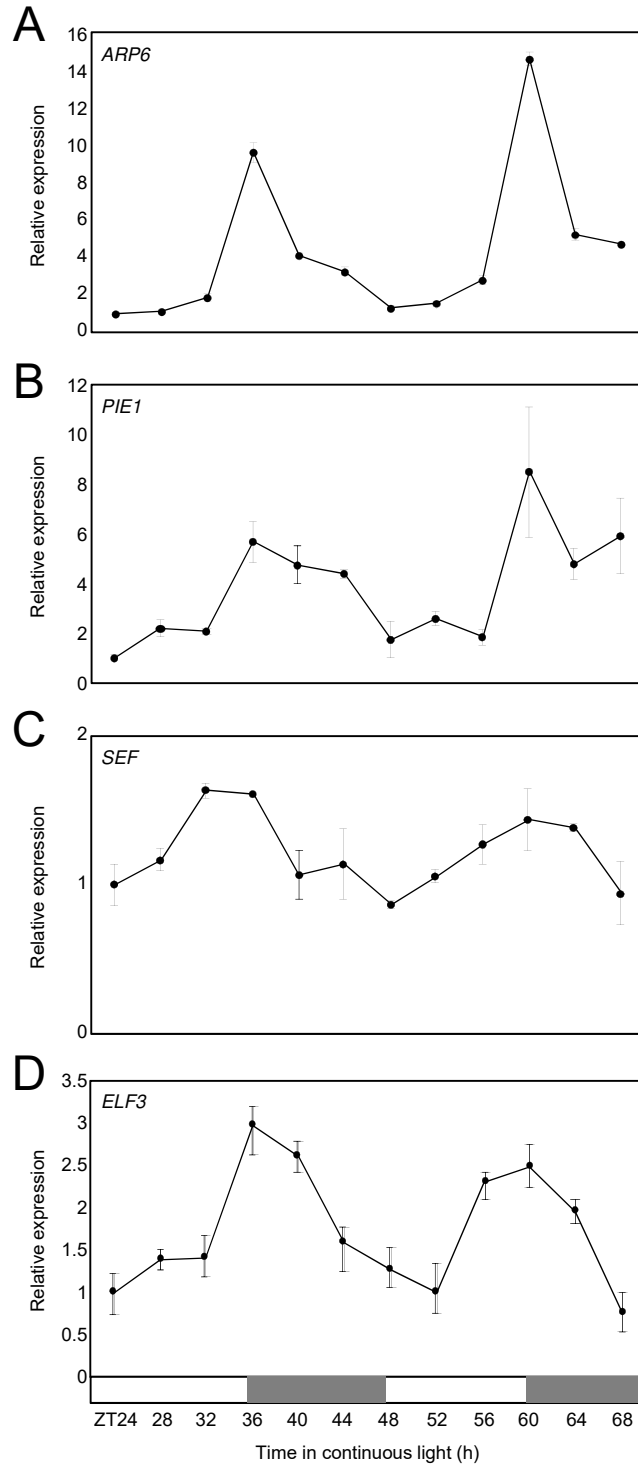 A
ARP6
Relative expression
16
14
12
10
8
6
4
2
0
B
PIE1
Relative expression
12
10
8
6
4
2
0
C
SEF
Relative expression
2
1
0
D
ELF3
Relative expression
3.5
3
2.5
2
1.5
1
0.5
0
ZT24 28 32 36 40 44 48 52 56 60 64 68
Time in continuous light (h)